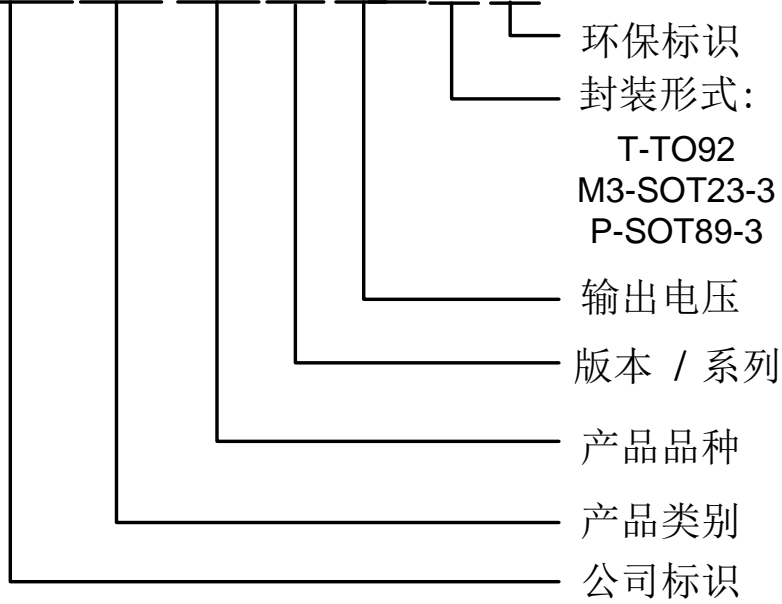 环保标识
封装形式:
T-TO92
M3-SOT23-3
P-SOT89-3
输出电压
版本 / 系列
产品品种
产品类别
公司标识